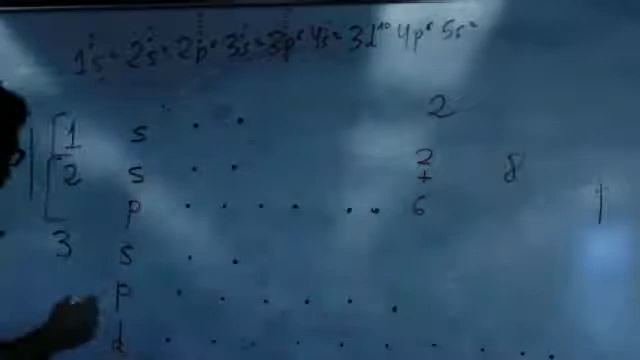 1s² 2s² 2p⁶ 3s² 3p⁶ 4s² 3d¹⁰ 4p⁶ 5s²
1 s . . 2
2 s . . 2 8
+
p . . . . . . 6
3 s . .
p . . . . . .
d . . . . . . . . . .